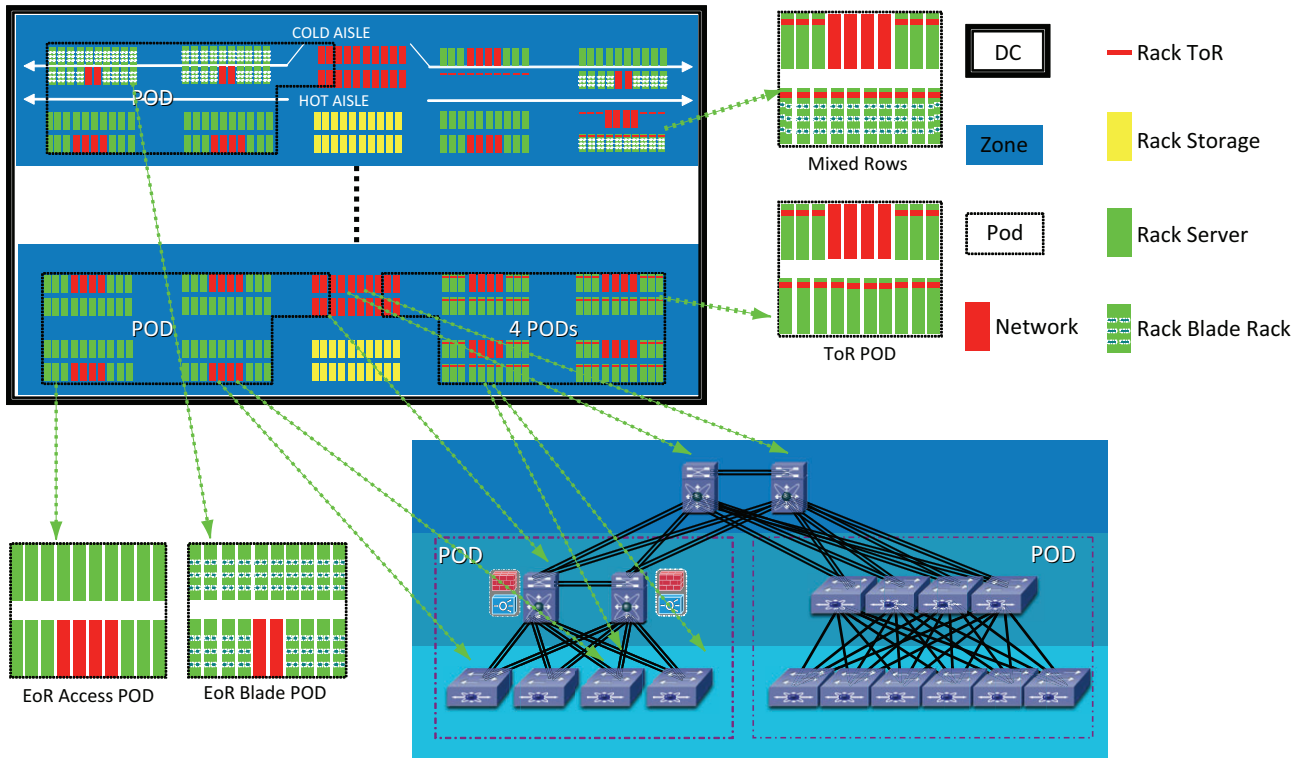 COLD AISLE
POD
HOT AISLE
POD
4 PODs
Mixed Rows
ToR POD
DC
Zone
Pod
Network
Rack ToR
Rack Storage
Rack Server
Rack Blade Rack
EoR Access POD
EoR Blade POD
POD
POD